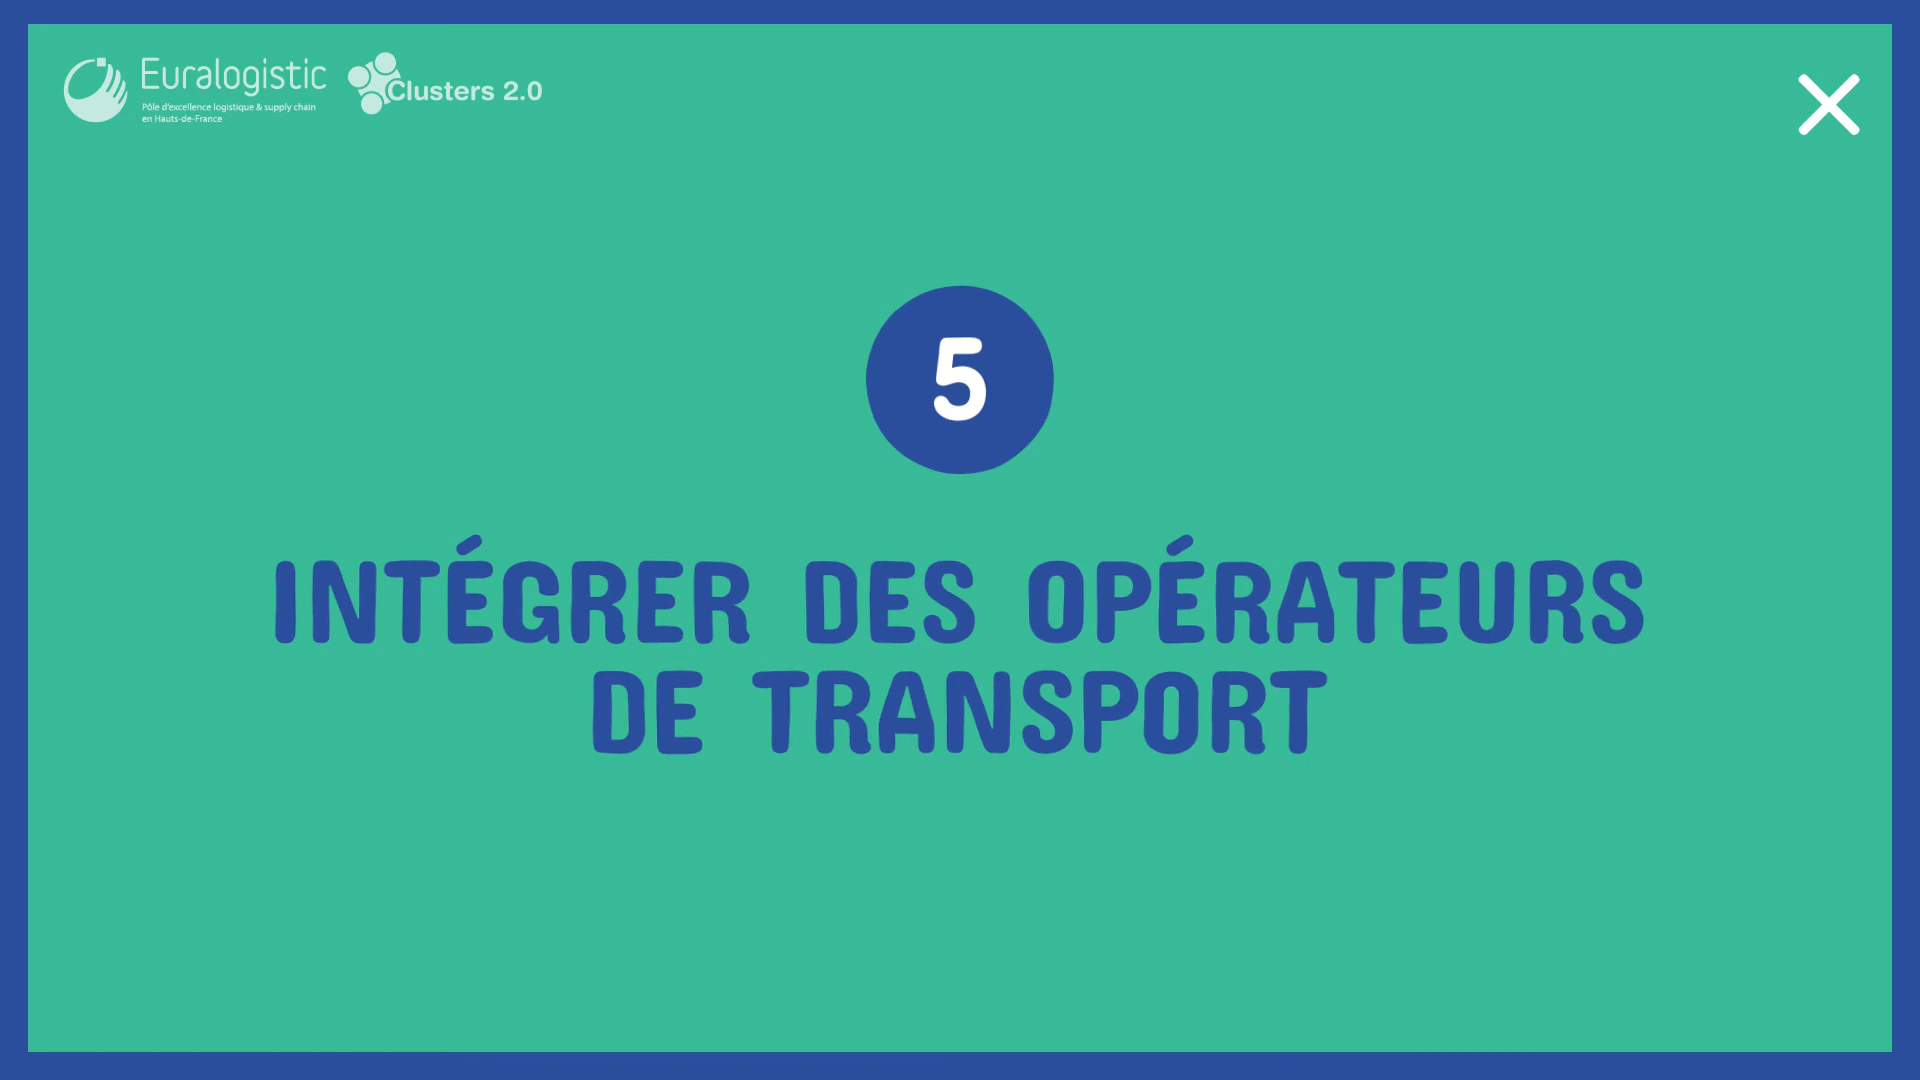 Euralogistic
Pôle d'excellence logistique & supply chain
en Hauts-de-France
Clusters 2.0
5
INTÉGRER DES OPÉRATEURS
DE TRANSPORT